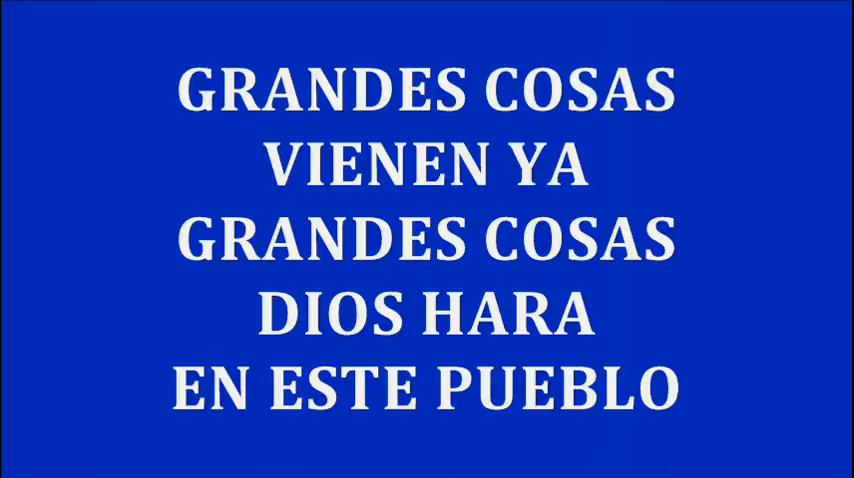 GRANDES COSAS
VIENEN YA
GRANDES COSAS
DIOS HARA
EN ESTE PUEBLO